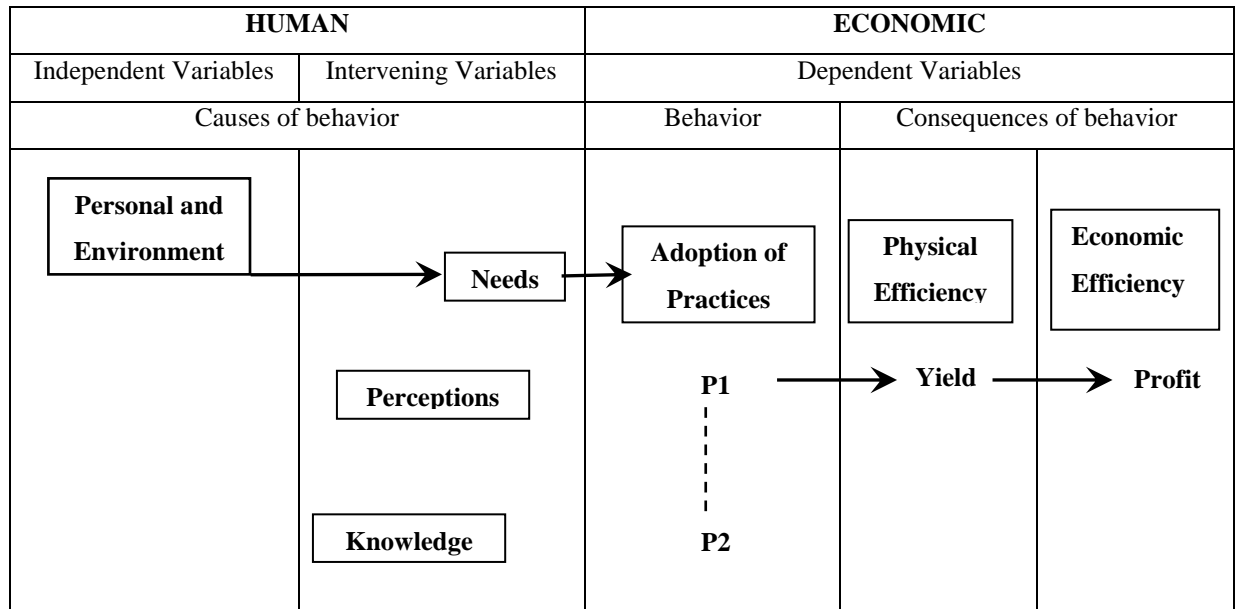 HUMAN
ECONOMIC
Independent Variables
Intervening Variables
Dependent Variables
Causes of behavior
Behavior
Consequences of behavior
Personal and
Environment
Needs
Adoption of
Practices
Physical
Efficiency
Economic
Efficiency
Perceptions
P1
Yield
Profit
Knowledge
P2